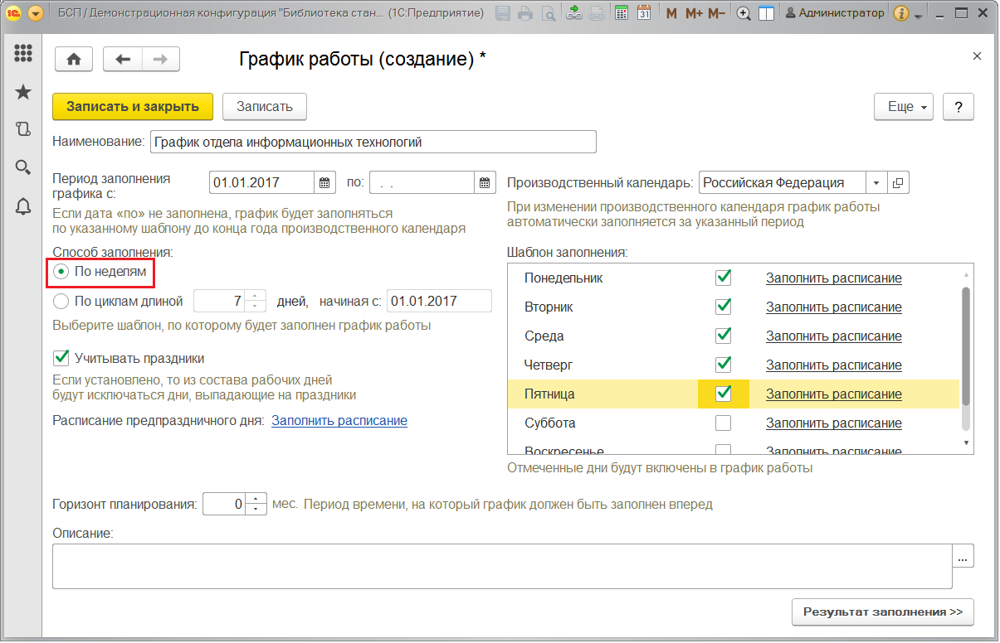 БСП / Демонстрационная конфигурация "Библиотека стан... (1С:Предприятие)
31 M M+ M- Администратор
График работы (создание) *
Записать и закрыть Записать Еще ?
Наименование: График отдела информационных технологий
Период заполнения
графика с: 01.01.2017 по: . .
Производственный календарь: Российская Федерация
Если дата «по» не заполнена, график будет заполняться
по указанному шаблону до конца года производственного календаря
При изменении производственного календаря график работы
автоматически заполняется за указанный период
Способ заполнения:
По неделям
По циклам длиной 7 дней, начиная с: 01.01.2017
Выберите шаблон, по которому будет заполнен график работы
Учитывать праздники
Если установлено, то из состава рабочих дней
будут исключаться дни, выпадающие на праздники
Расписание предпраздничного дня: Заполнить расписание
Шаблон заполнения:
Понедельник Заполнить расписание
Вторник Заполнить расписание
Среда Заполнить расписание
Четверг Заполнить расписание
Пятница Заполнить расписание
Суббота Заполнить расписание
Воскресенье Заполнить расписание
Отмеченные дни будут включены в график работы
Горизонт планирования: 0 мес. Период времени, на который график должен быть заполнен вперед
Описание:
...
Результат заполнения >>